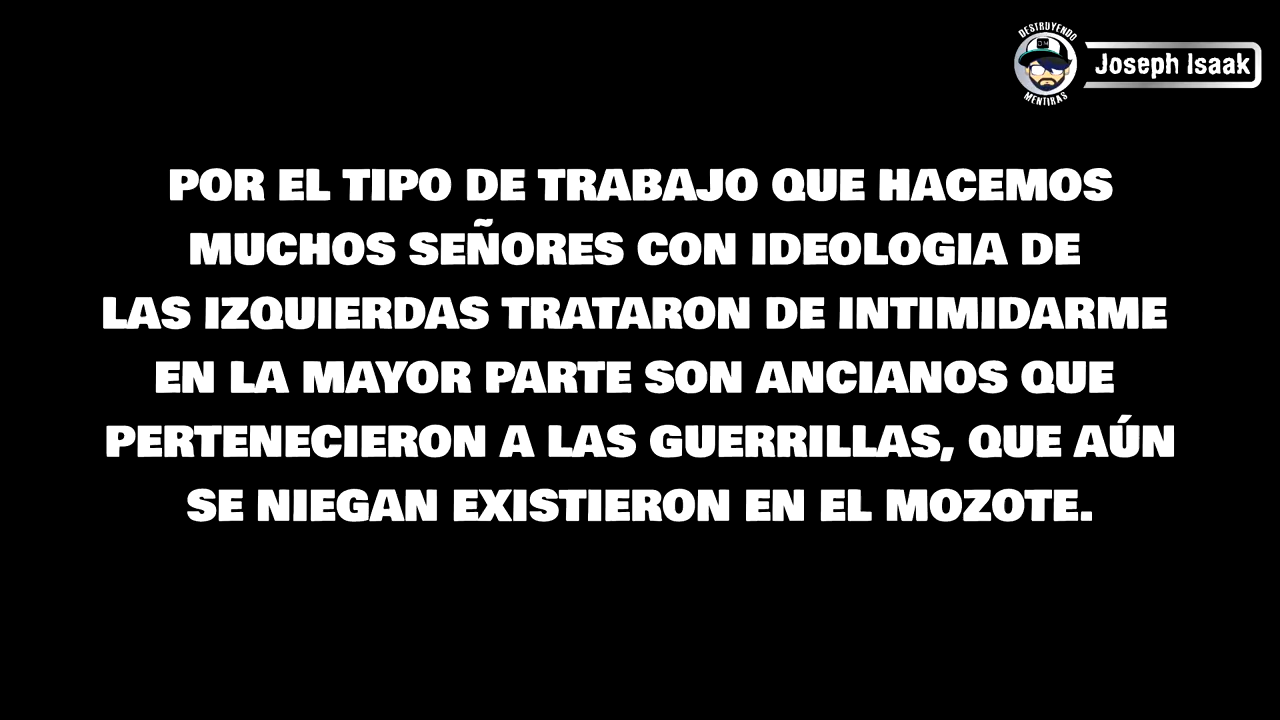 DESTRUYENDO
MENTIRAS
Joseph Isaak
POR EL TIPO DE TRABAJO QUE HACEMOS
MUCHOS SEÑORES CON IDEOLOGIA DE
LAS IZQUIERDAS TRATARON DE INTIMIDARME
EN LA MAYOR PARTE SON ANCIANOS QUE
PERTENECIERON A LAS GUERRILLAS, QUE AÚN
SE NIEGAN EXISTIERON EN EL MOZOTE.